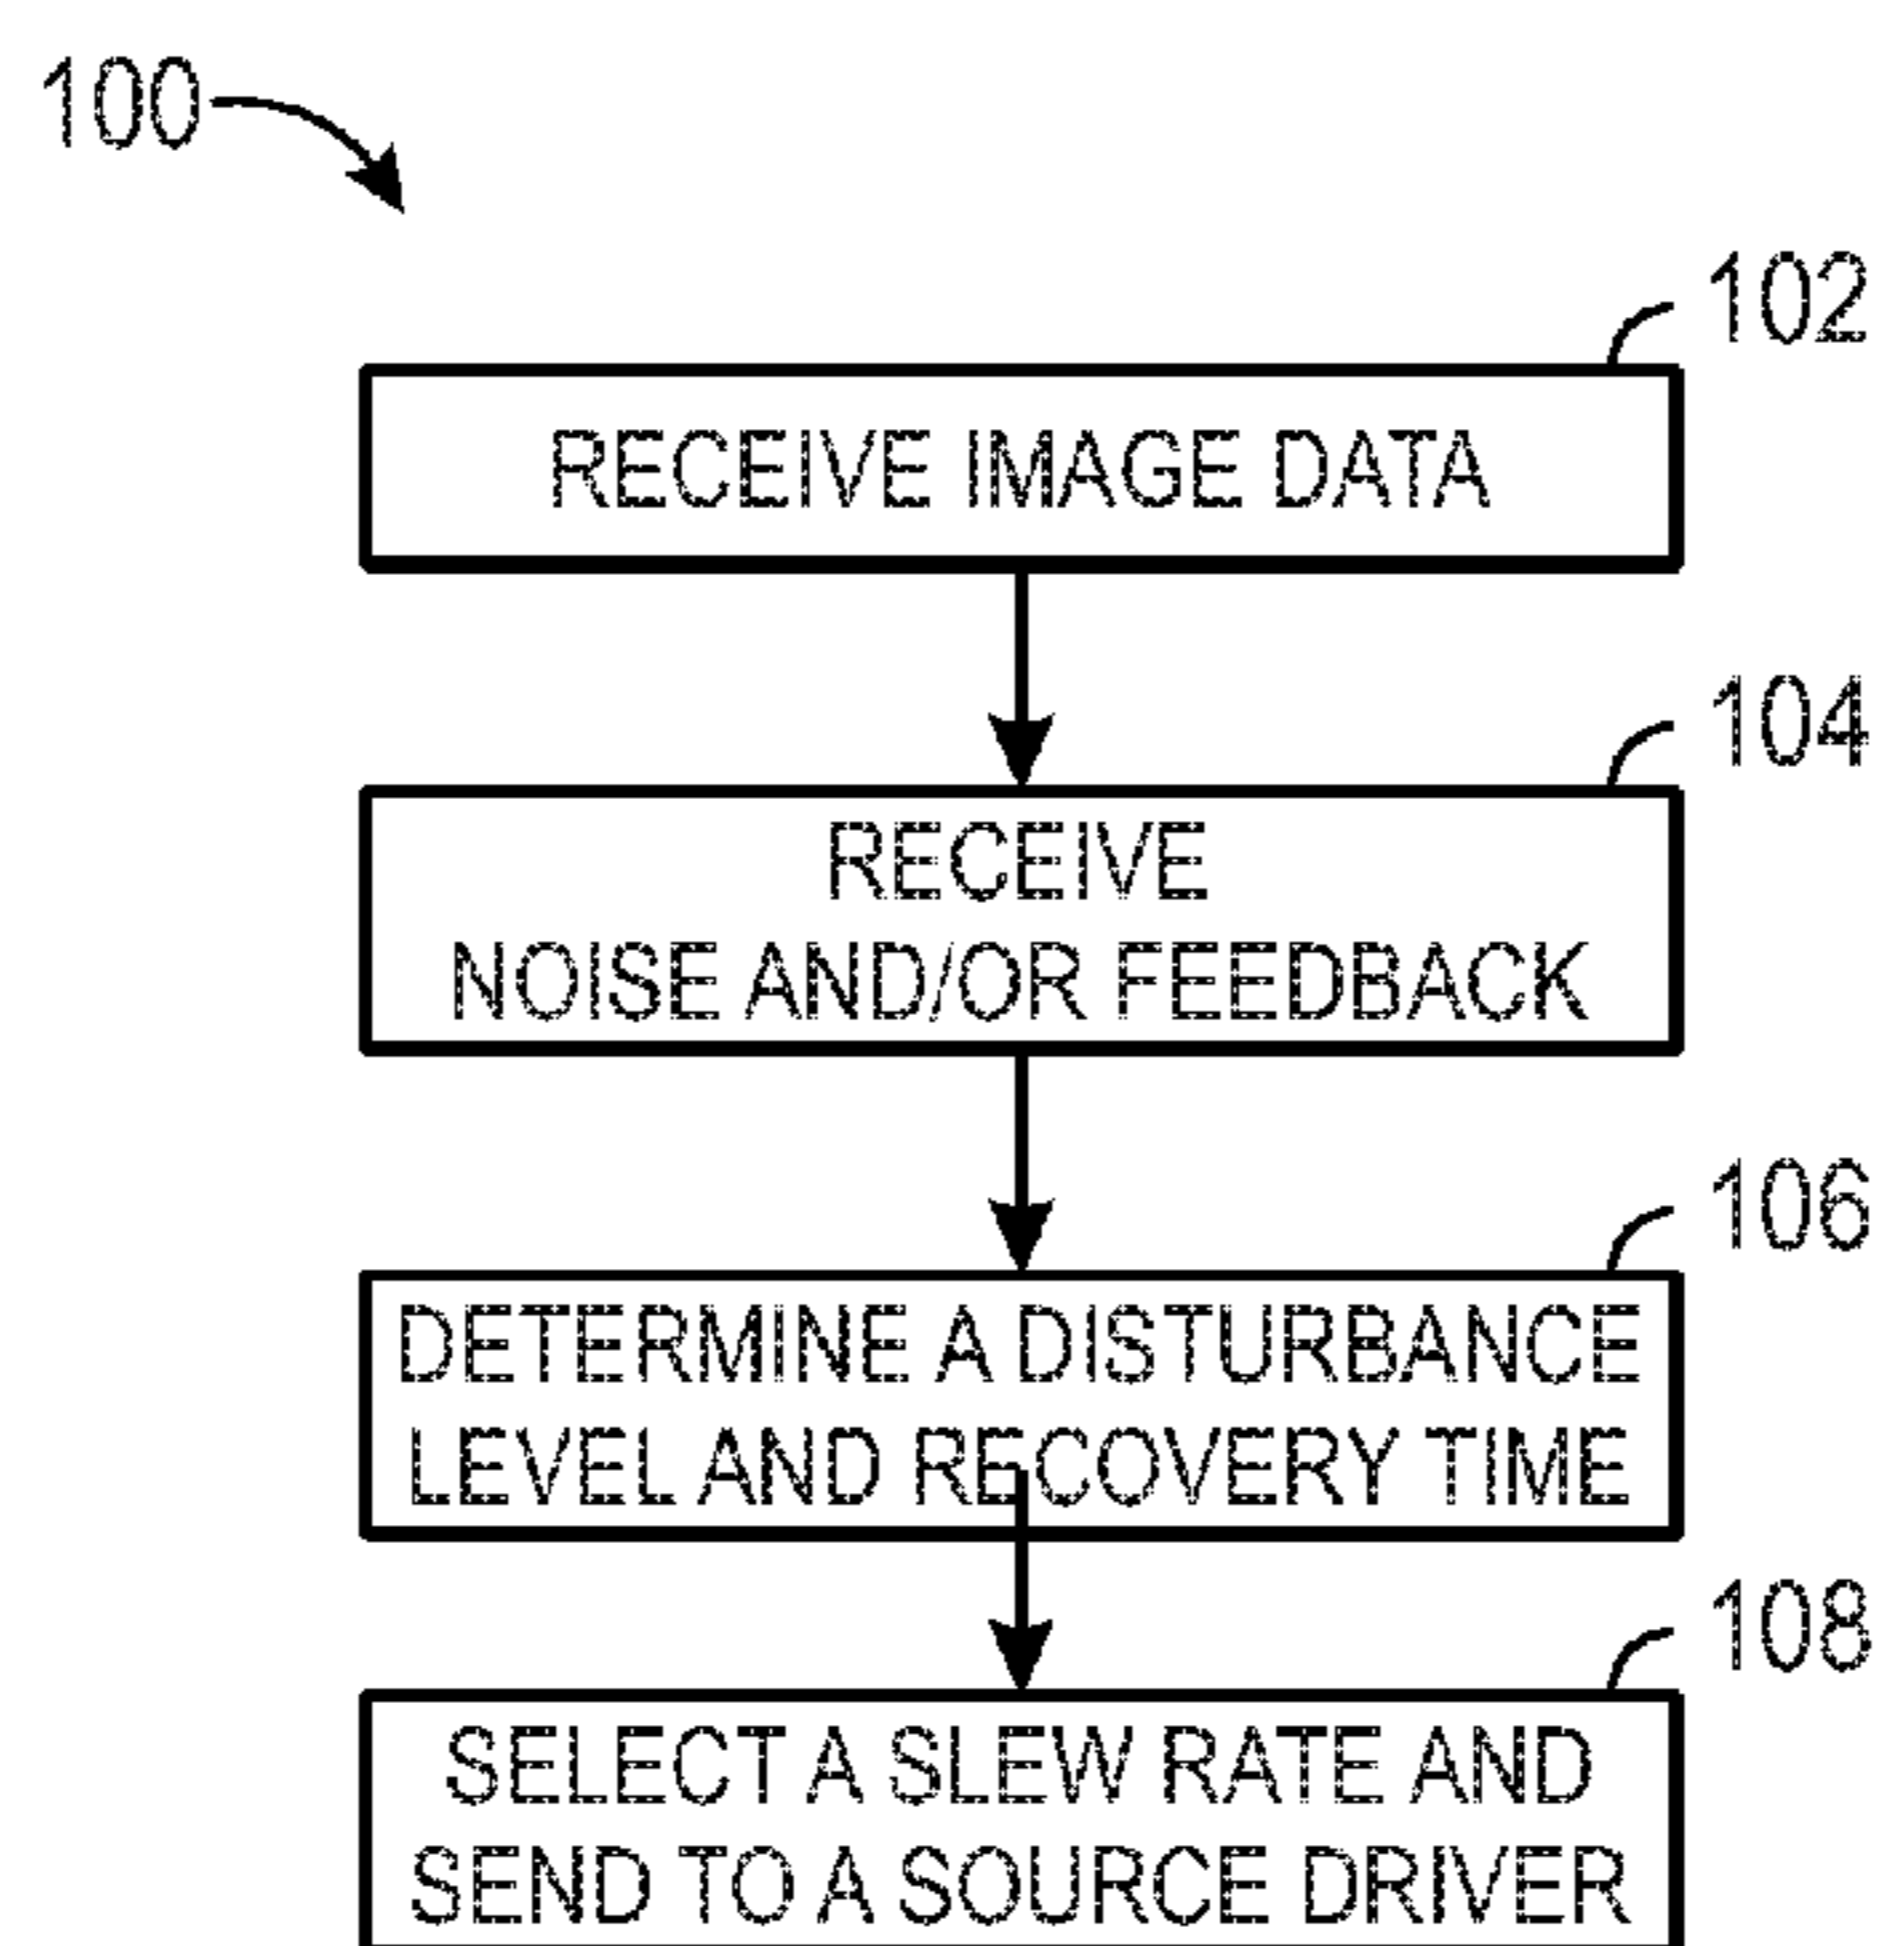 100
102
RECEIVE IMAGE DATA
104
RECEIVE
NOISE AND/OR FEEDBACK
106
DETERMINE A DISTURBANCE
LEVEL AND RECOVERY TIME
108
SELECT A SLEW RATE AND
SEND TO A SOURCE DRIVER